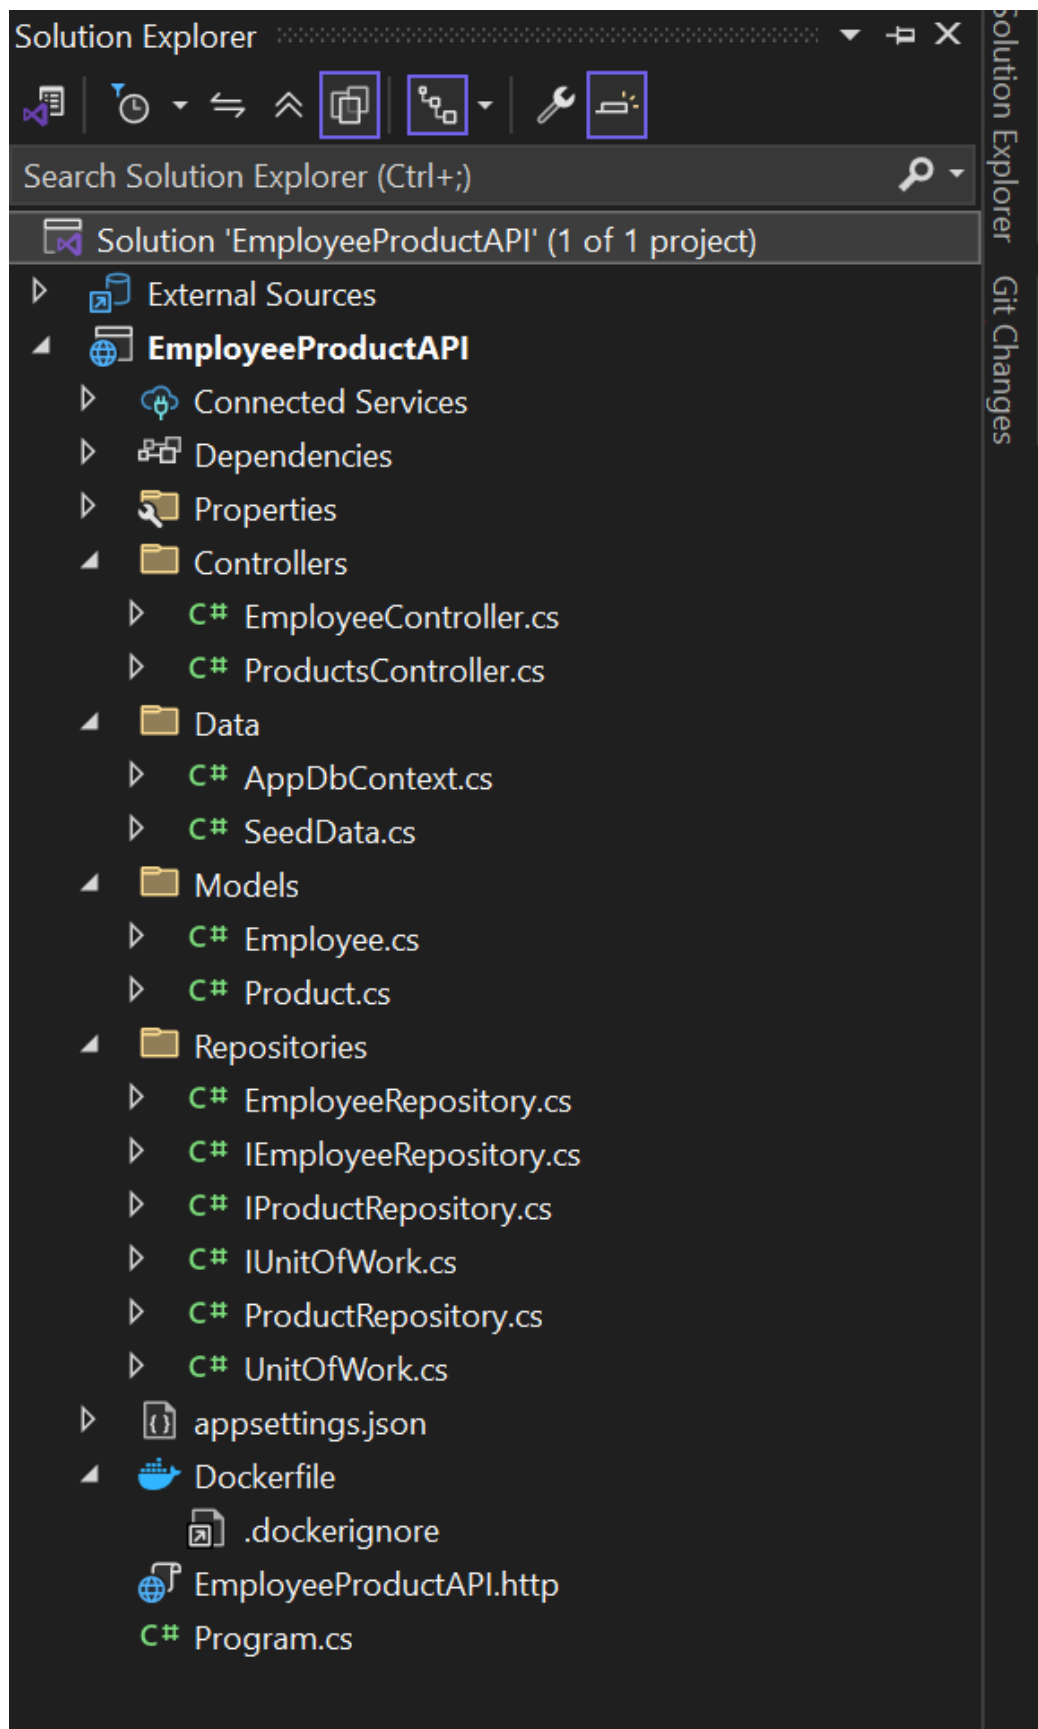 Solution Explorer
Search Solution Explorer (Ctrl+;)
Solution 'EmployeeProductAPI' (1 of 1 project)
External Sources
EmployeeProductAPI
Connected Services
Dependencies
Properties
Controllers
C# EmployeeController.cs
C# ProductsController.cs
Data
C# AppDbContext.cs
C# SeedData.cs
Models
C# Employee.cs
C# Product.cs
Repositories
C# EmployeeRepository.cs
C# IEmployeeRepository.cs
C# IProductRepository.cs
C# IUnitOfWork.cs
C# ProductRepository.cs
C# UnitOfWork.cs
appsettings.json
Dockerfile
.dockerignore
EmployeeProductAPI.http
C# Program.cs
Solution Explorer
Git Changes